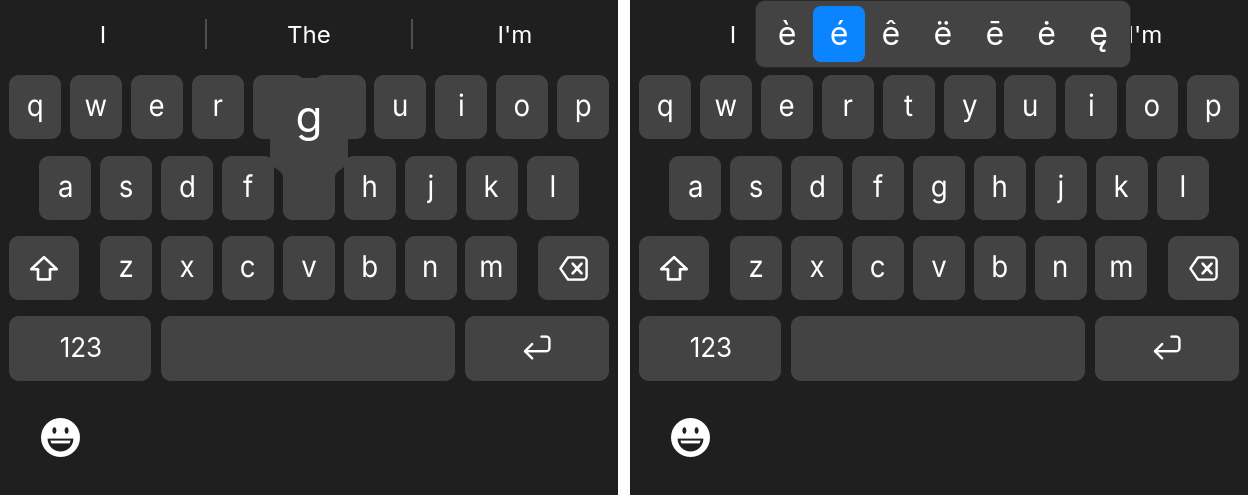 I The I'm
q w e r g u i o p
a s d f h j k l
z x c v b n m
123
I è é ê ë ē ė ę I'm
q w e r t y u i o p
a s d f g h j k l
z x c v b n m
123